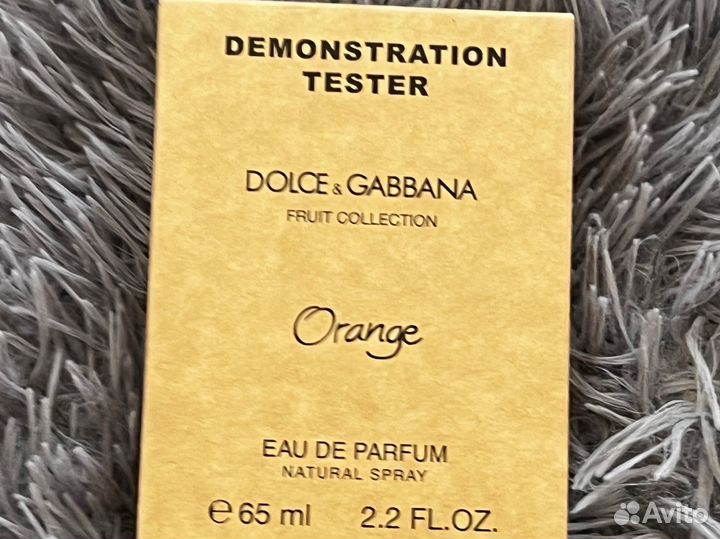 DEMONSTRATION
TESTER
DOLCE & GABBANA
FRUIT COLLECTION
Orange
EAU DE PARFUM
NATURAL SPRAY
℮ 65 ml 2.2 FL.OZ.
Avito